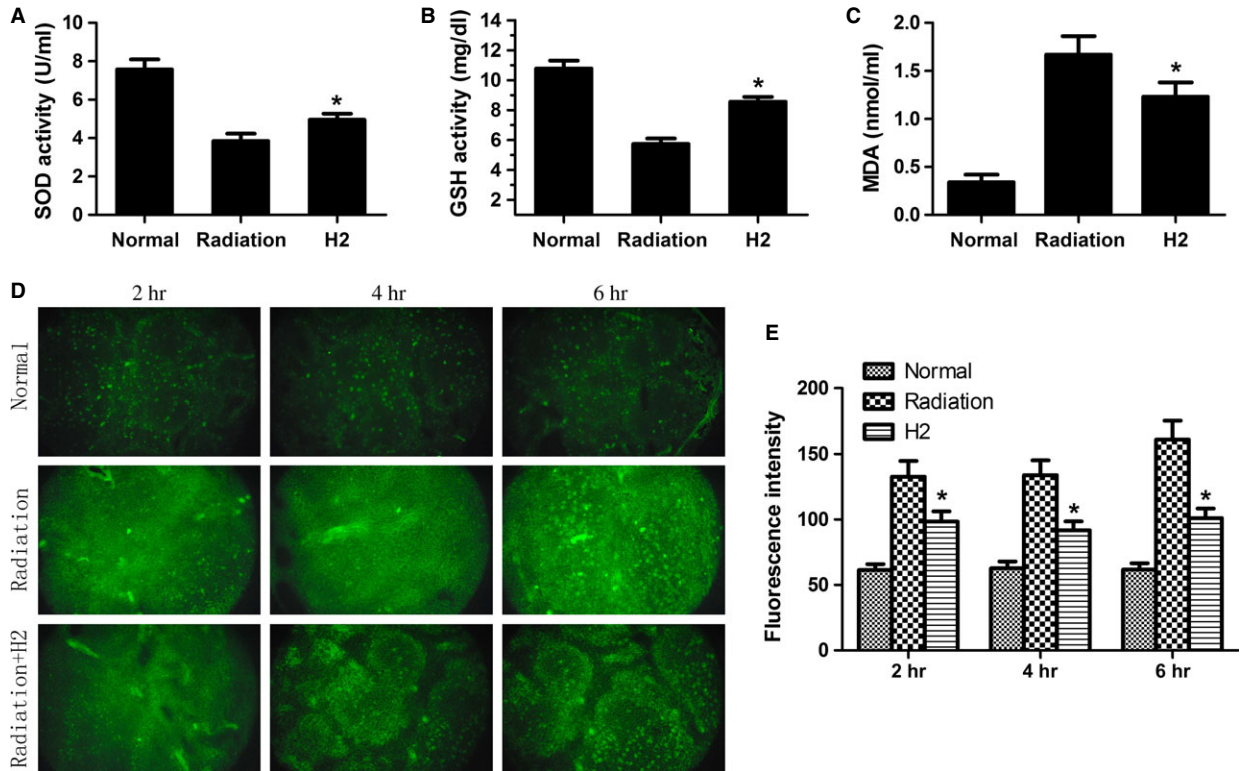 A
SOD activity (U/ml)
10
8
6
4
2
0
Normal Radiation H2
*
B
GSH activity (mg/dl)
14
12
10
8
6
4
2
Normal Radiation H2
*
C
MDA (nmol/ml)
2.0
1.5
1.0
0.5
0.0
Normal Radiation H2
*
D
2 hr 4 hr 6 hr
Normal
Radiation
Radiation+H2
E
Fluorescence intensity
200
150
100
50
0
Normal
Radiation
H2
* * *
2 hr 4 hr 6 hr